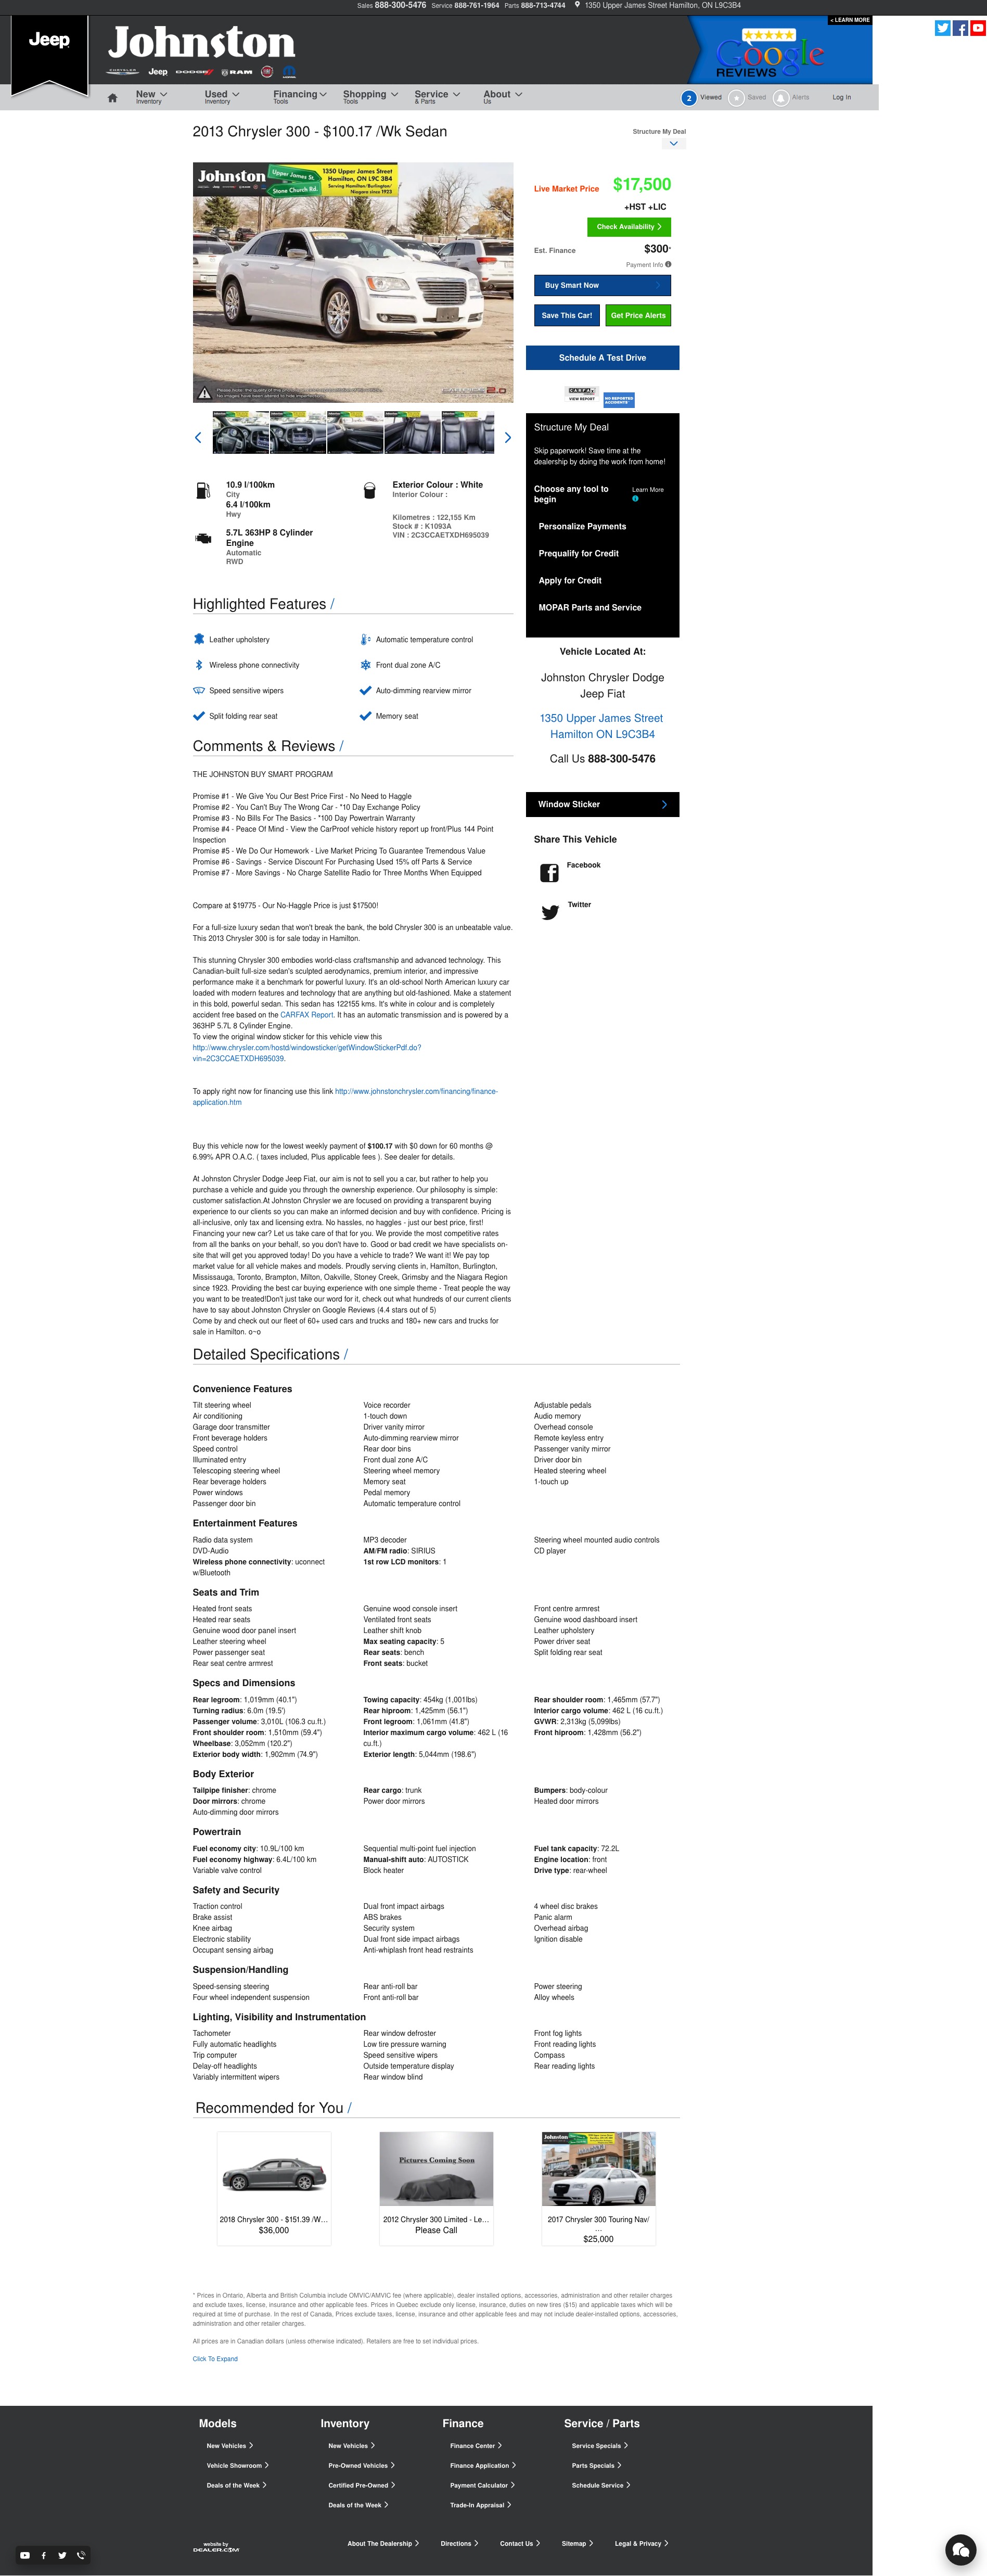 Sales 888-300-5476 Service 888-761-1964 Parts 888-713-4744 1350 Upper James Street Hamilton, ON L9C3B4
< LEARN MORE
Jeep
Johnston
CHRYSLER Jeep DODGE RAM FIAT
Google
REVIEWS
New Inventory
Used Inventory
Financing Tools
Shopping Tools
Service & Parts
About Us
2 Viewed
Saved
Alerts
Log In
2013 Chrysler 300 - $100.17 /Wk Sedan
Structure My Deal
Johnston
Upper James St.
Stone Church Rd.
1350 Upper James Street
Hamilton, ON L9C 3B4
Serving Hamilton/Burlington/
Niagara since 1923
Live Market Price $17,500
+HST +LIC
Check Availability
Est. Finance $300*
Payment Info
Buy Smart Now
Save This Car!
Get Price Alerts
Schedule A Test Drive
CARFAX
VIEW REPORT
NO REPORTED
ACCIDENTS
10.9 l/100km
City
6.4 l/100km
Hwy
5.7L 363HP 8 Cylinder
Engine
Automatic
RWD
Exterior Colour : White
Interior Colour :
Kilometres : 122,155 Km
Stock # : K1093A
VIN : 2C3CCAETXDH695039
Structure My Deal
Skip paperwork! Save time at the
dealership by doing the work from home!
Choose any tool to
begin
Learn More
Personalize Payments
Prequalify for Credit
Apply for Credit
MOPAR Parts and Service
Vehicle Located At:
Johnston Chrysler Dodge
Jeep Fiat
1350 Upper James Street
Hamilton ON L9C3B4
Call Us 888-300-5476
Window Sticker
Share This Vehicle
Facebook
Twitter
Highlighted Features /
Leather upholstery
Automatic temperature control
Wireless phone connectivity
Front dual zone A/C
Speed sensitive wipers
Auto-dimming rearview mirror
Split folding rear seat
Memory seat
Comments & Reviews /
THE JOHNSTON BUY SMART PROGRAM
Promise #1 - We Give You Our Best Price First - No Need to Haggle
Promise #2 - You Can't Buy The Wrong Car - *10 Day Exchange Policy
Promise #3 - No Bills For The Basics - *100 Day Powertrain Warranty
Promise #4 - Peace Of Mind - View the CarProof vehicle history report up front/Plus 144 Point
Inspection
Promise #5 - We Do Our Homework - Live Market Pricing To Guarantee Tremendous Value
Promise #6 - Savings - Service Discount For Purchasing Used 15% off Parts & Service
Promise #7 - More Savings - No Charge Satellite Radio for Three Months When Equipped
Compare at $19775 - Our No-Haggle Price is just $17500!
For a full-size luxury sedan that won't break the bank, the bold Chrysler 300 is an unbeatable value.
This 2013 Chrysler 300 is for sale today in Hamilton.
This stunning Chrysler 300 embodies world-class craftsmanship and advanced technology. This
Canadian-built full-size sedan's sculpted aerodynamics, premium interior, and impressive
performance make it a benchmark for powerful luxury. It's an old-school North American luxury car
loaded with modern features and technology that are anything but old-fashioned. Make a statement
in this bold, powerful sedan. This sedan has 122155 kms. It's white in colour and is completely
accident free based on the CARFAX Report. It has an automatic transmission and is powered by a
363HP 5.7L 8 Cylinder Engine.
To view the original window sticker for this vehicle view this
http://www.chrysler.com/hostd/windowsticker/getWindowStickerPdf.do?
vin=2C3CCAETXDH695039.
To apply right now for financing use this link http://www.johnstonchrysler.com/financing/finance-
application.htm
Buy this vehicle now for the lowest weekly payment of $100.17 with $0 down for 60 months @
6.99% APR O.A.C. ( taxes included, Plus applicable fees ). See dealer for details.
At Johnston Chrysler Dodge Jeep Fiat, our aim is not to sell you a car, but rather to help you
purchase a vehicle and guide you through the ownership experience. Our philosophy is simple:
customer satisfaction.At Johnston Chrysler we are focused on providing a transparent buying
experience to our clients so you can make an informed decision and buy with confidence. Pricing is
all-inclusive, only tax and licensing extra. No hassles, no haggles - just our best price, first!
Financing your new car? Let us take care of that for you. We provide the most competitive rates
from all the banks on your behalf, so you don't have to. Good or bad credit we have specialists on-
site that will get you approved today! Do you have a vehicle to trade? We want it! We pay top
market value for all vehicle makes and models. Proudly serving clients in, Hamilton, Burlington,
Mississauga, Toronto, Brampton, Milton, Oakville, Stoney Creek, Grimsby and the Niagara Region
since 1923. Providing the best car buying experience with one simple theme - Treat people the way
you want to be treated!Don't just take our word for it, check out what hundreds of our current clients
have to say about Johnston Chrysler on Google Reviews (4.4 stars out of 5)
Come by and check out our fleet of 60+ used cars and trucks and 180+ new cars and trucks for
sale in Hamilton. o~o
Detailed Specifications /
Convenience Features
Tilt steering wheel Voice recorder Adjustable pedals
Air conditioning 1-touch down Audio memory
Garage door transmitter Driver vanity mirror Overhead console
Front beverage holders Auto-dimming rearview mirror Remote keyless entry
Speed control Rear door bins Passenger vanity mirror
Illuminated entry Front dual zone A/C Driver door bin
Telescoping steering wheel Steering wheel memory Heated steering wheel
Rear beverage holders Memory seat 1-touch up
Power windows Pedal memory
Passenger door bin Automatic temperature control
Entertainment Features
Radio data system MP3 decoder Steering wheel mounted audio controls
DVD-Audio AM/FM radio: SIRIUS CD player
Wireless phone connectivity: uconnect 1st row LCD monitors: 1
w/Bluetooth
Seats and Trim
Heated front seats Genuine wood console insert Front centre armrest
Heated rear seats Ventilated front seats Genuine wood dashboard insert
Genuine wood door panel insert Leather shift knob Leather upholstery
Leather steering wheel Max seating capacity: 5 Power driver seat
Power passenger seat Rear seats: bench Split folding rear seat
Rear seat centre armrest Front seats: bucket
Specs and Dimensions
Rear legroom: 1,019mm (40.1") Towing capacity: 454kg (1,001lbs) Rear shoulder room: 1,465mm (57.7")
Turning radius: 6.0m (19.5') Rear hiproom: 1,425mm (56.1") Interior cargo volume: 462 L (16 cu.ft.)
Passenger volume: 3,010L (106.3 cu.ft.) Front legroom: 1,061mm (41.8") GVWR: 2,313kg (5,099lbs)
Front shoulder room: 1,510mm (59.4") Interior maximum cargo volume: 462 L (16 Front hiproom: 1,428mm (56.2")
Wheelbase: 3,052mm (120.2") cu.ft.)
Exterior body width: 1,902mm (74.9") Exterior length: 5,044mm (198.6")
Body Exterior
Tailpipe finisher: chrome Rear cargo: trunk Bumpers: body-colour
Door mirrors: chrome Power door mirrors Heated door mirrors
Auto-dimming door mirrors
Powertrain
Fuel economy city: 10.9L/100 km Sequential multi-point fuel injection Fuel tank capacity: 72.2L
Fuel economy highway: 6.4L/100 km Manual-shift auto: AUTOSTICK Engine location: front
Variable valve control Block heater Drive type: rear-wheel
Safety and Security
Traction control Dual front impact airbags 4 wheel disc brakes
Brake assist ABS brakes Panic alarm
Knee airbag Security system Overhead airbag
Electronic stability Dual front side impact airbags Ignition disable
Occupant sensing airbag Anti-whiplash front head restraints
Suspension/Handling
Speed-sensing steering Rear anti-roll bar Power steering
Four wheel independent suspension Front anti-roll bar Alloy wheels
Lighting, Visibility and Instrumentation
Tachometer Rear window defroster Front fog lights
Fully automatic headlights Low tire pressure warning Front reading lights
Trip computer Speed sensitive wipers Compass
Delay-off headlights Outside temperature display Rear reading lights
Variably intermittent wipers Rear window blind
Recommended for You /
Pictures Coming Soon
Johnston
2018 Chrysler 300 - $151.39 /W...
$36,000
2012 Chrysler 300 Limited - Le...
Please Call
2017 Chrysler 300 Touring Nav/
...
$25,000
* Prices in Ontario, Alberta and British Columbia include OMVIC/AMVIC fee (where applicable), dealer installed options, accessories, administration and other retailer charges
and exclude taxes, license, insurance and other applicable fees. Prices in Quebec exclude only license, insurance, duties on new tires ($15) and applicable taxes which will be
required at time of purchase. In the rest of Canada, Prices exclude taxes, license, insurance and other applicable fees and may not include dealer-installed options, accessories,
administration and other retailer charges.
All prices are in Canadian dollars (unless otherwise indicated). Retailers are free to set individual prices.
Click To Expand
Models Inventory Finance Service / Parts
New Vehicles New Vehicles Finance Center Service Specials
Vehicle Showroom Pre-Owned Vehicles Finance Application Parts Specials
Deals of the Week Certified Pre-Owned Payment Calculator Schedule Service
Deals of the Week Trade-In Appraisal
website by
DEALER.COM
About The Dealership Directions Contact Us Sitemap Legal & Privacy